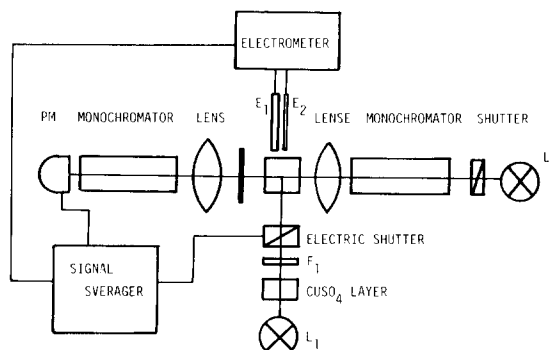 ELECTROMETER
E1 E2
PM MONOCHROMATOR LENS LENSE MONOCHROMATOR SHUTTER
L
ELECTRIC SHUTTER
F1
SIGNAL
SVERAGER
CUSO4 LAYER
L1